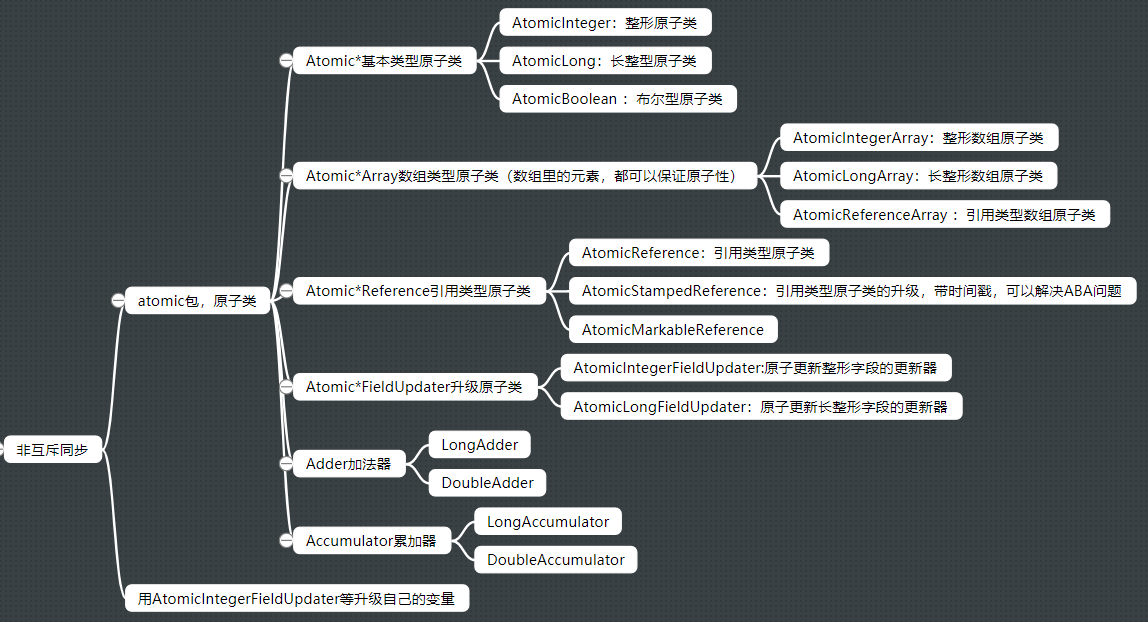 非互斥同步
atomic包，原子类
Atomic*基本类型原子类
AtomicInteger：整形原子类
AtomicLong：长整型原子类
AtomicBoolean ：布尔型原子类
Atomic*Array数组类型原子类（数组里的元素，都可以保证原子性）
AtomicIntegerArray：整形数组原子类
AtomicLongArray：长整形数组原子类
AtomicReferenceArray ：引用类型数组原子类
Atomic*Reference引用类型原子类
AtomicReference：引用类型原子类
AtomicStampedReference：引用类型原子类的升级，带时间戳，可以解决ABA问题
AtomicMarkableReference
Atomic*FieldUpdater升级原子类
AtomicIntegerFieldUpdater:原子更新整形字段的更新器
AtomicLongFieldUpdater：原子更新长整形字段的更新器
Adder加法器
LongAdder
DoubleAdder
Accumulator累加器
LongAccumulator
DoubleAccumulator
用AtomicIntegerFieldUpdater等升级自己的变量